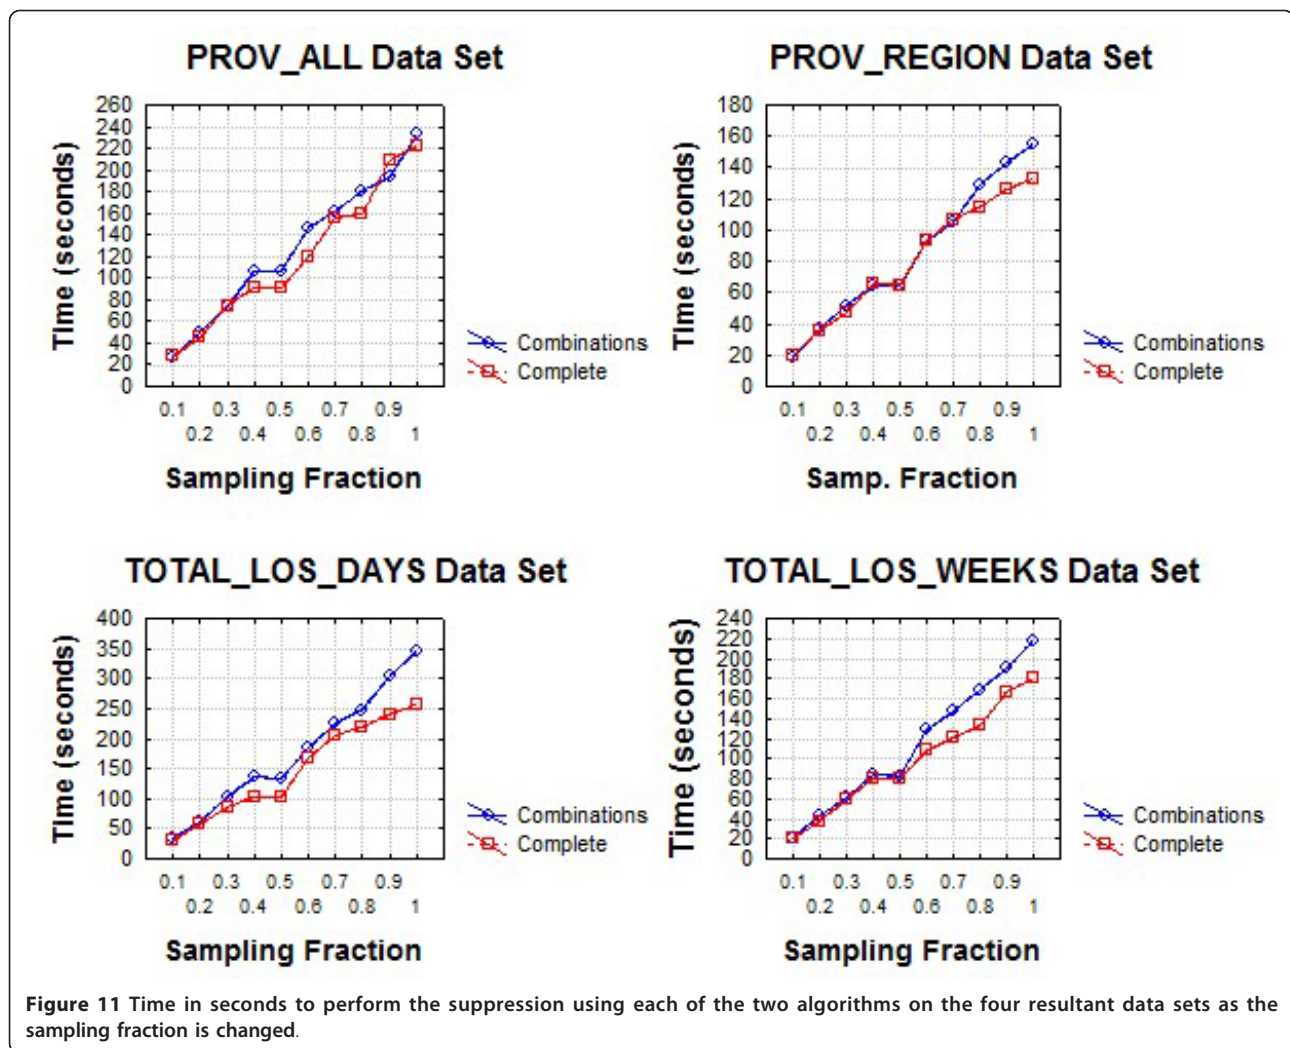 PROV_ALL Data Set
260
240
220
200
180
160
140
120
100
80
60
40
20
0
Time (seconds)
0.1 0.3 0.5 0.7 0.9
0.2 0.4 0.6 0.8 1
Sampling Fraction
Combinations
Complete
PROV_REGION Data Set
180
160
140
120
100
80
60
40
20
0
Time (seconds)
0.1 0.3 0.5 0.7 0.9
0.2 0.4 0.6 0.8 1
Samp. Fraction
Combinations
Complete
TOTAL_LOS_DAYS Data Set
400
350
300
250
200
150
100
50
0
Time (seconds)
0.1 0.3 0.5 0.7 0.9
0.2 0.4 0.6 0.8 1
Sampling Fraction
Combinations
Complete
TOTAL_LOS_WEEKS Data Set
240
220
200
180
160
140
120
100
80
60
40
20
0
Time (seconds)
0.1 0.3 0.5 0.7 0.9
0.2 0.4 0.6 0.8 1
Sampling Fraction
Combinations
Complete
Figure 11 Time in seconds to perform the suppression using each of the two algorithms on the four resultant data sets as the
sampling fraction is changed.